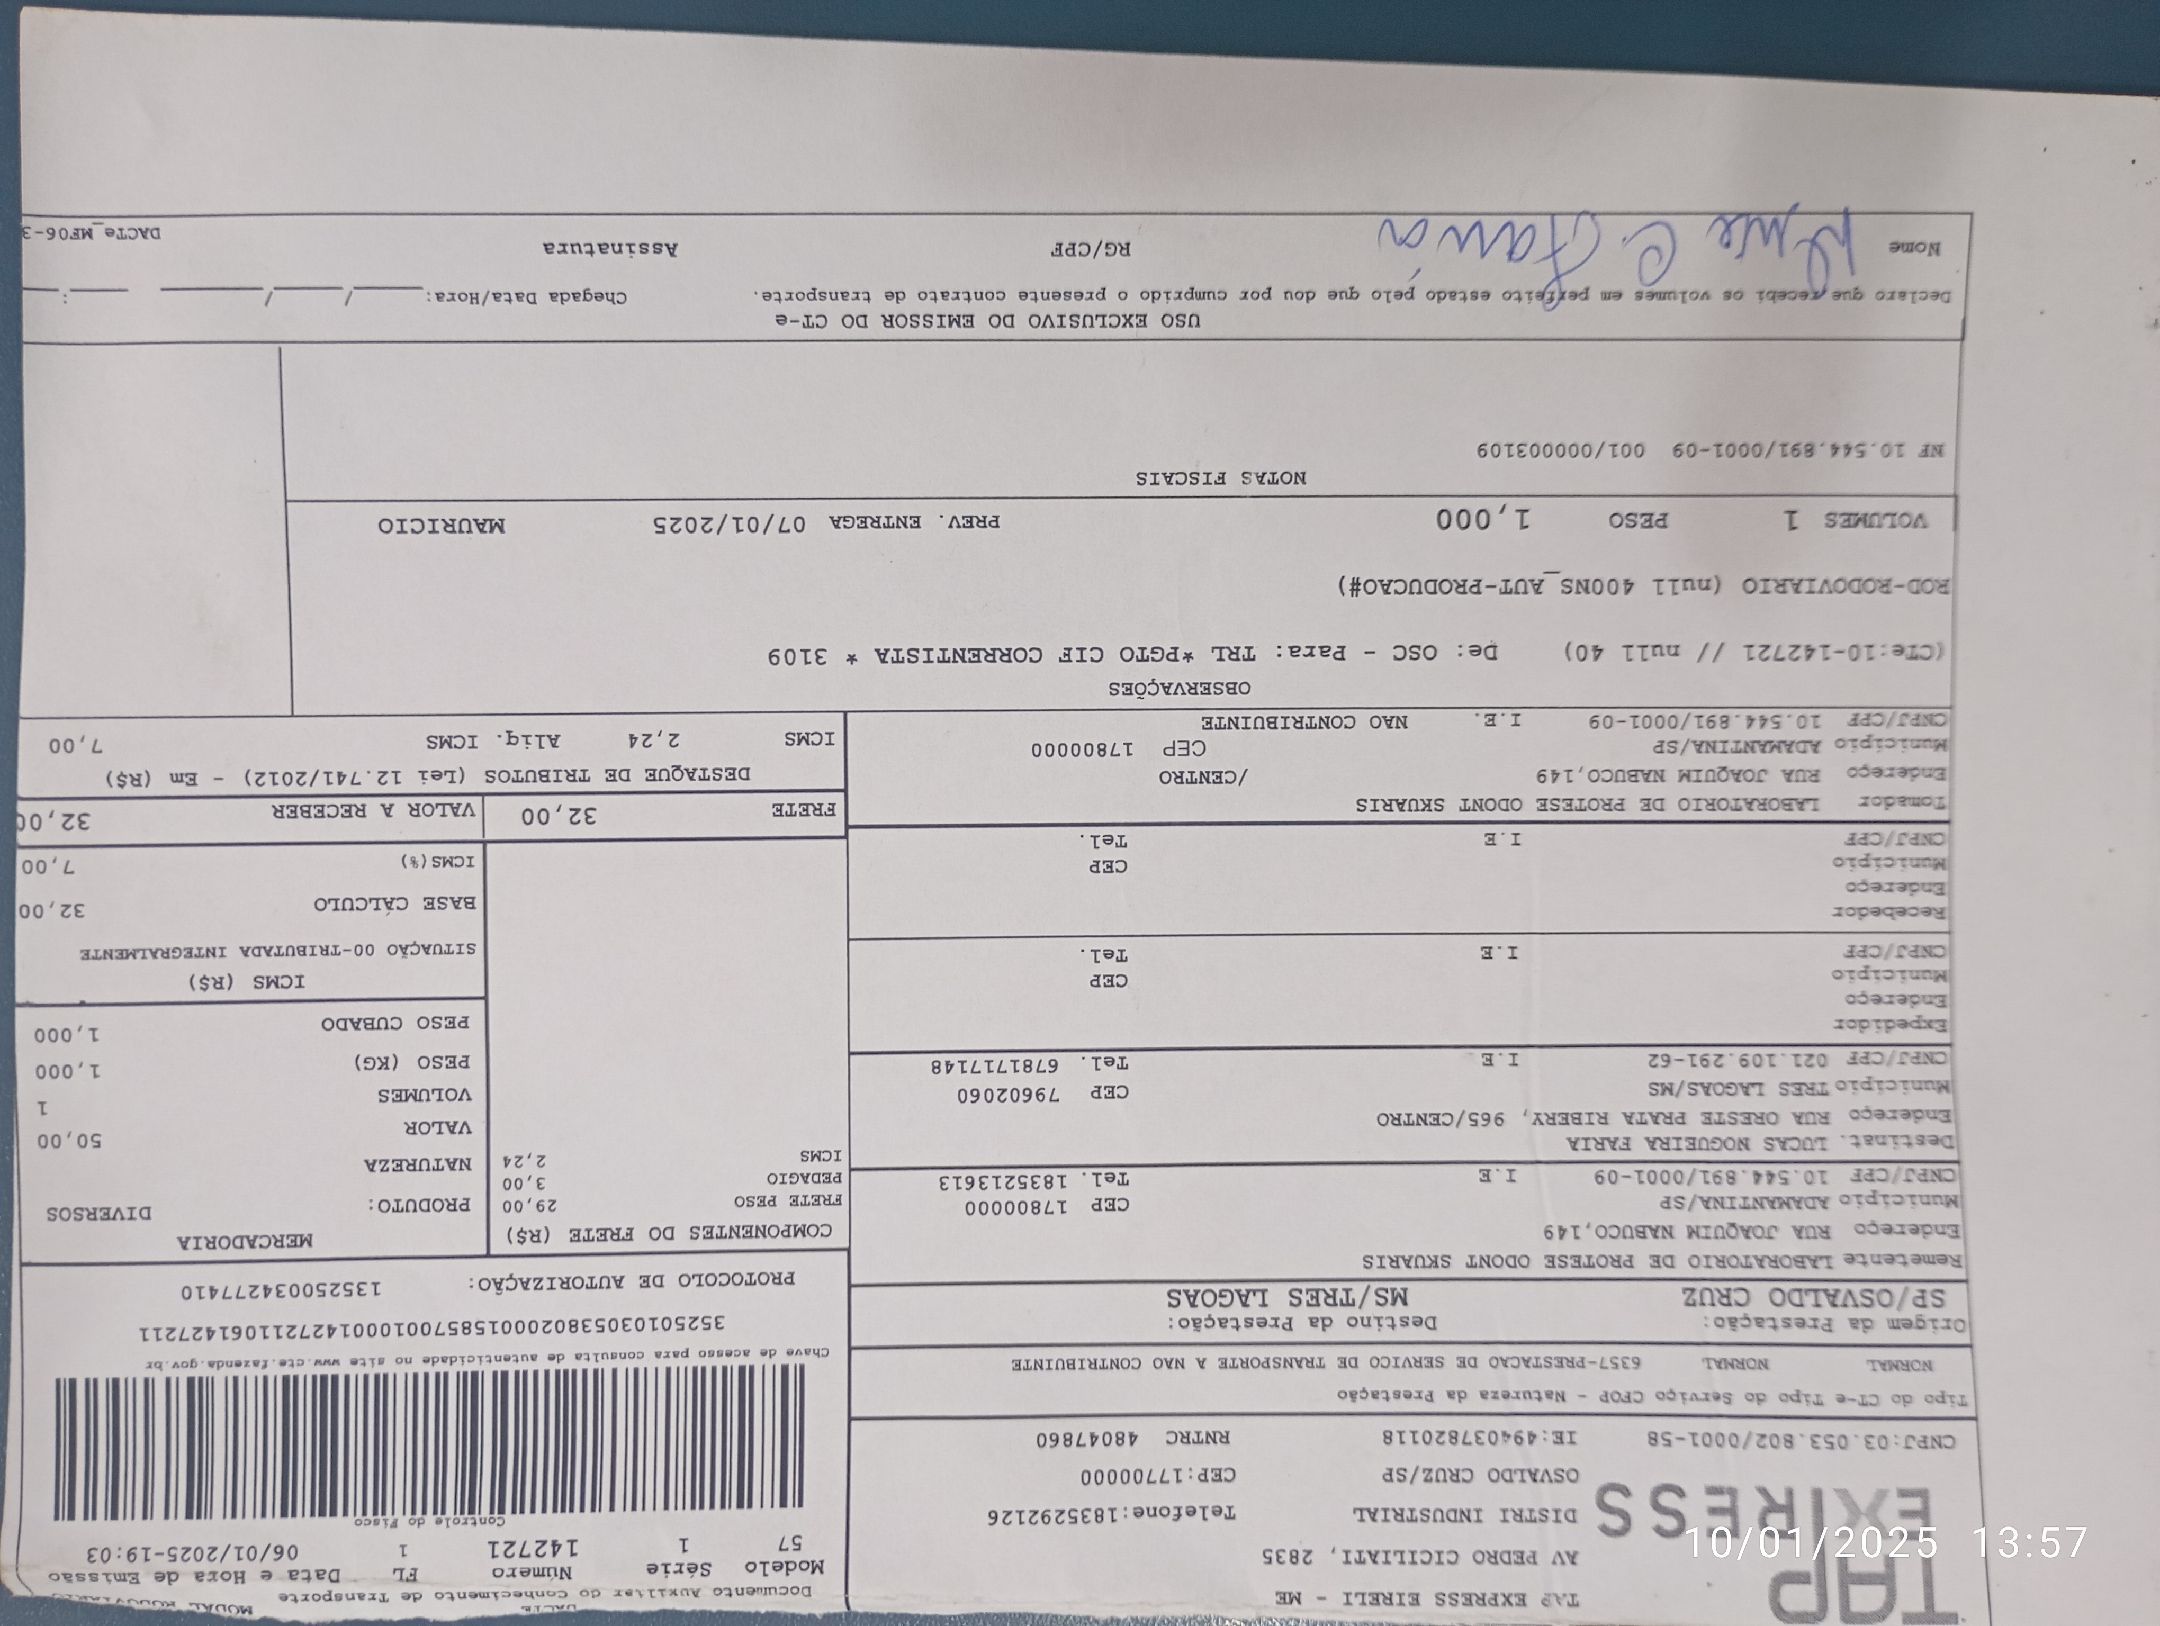 TAP
EXPRESS
TAP EXPRESS EIRELI - ME
AV PEDRO CICILIATI, 2835
DISTRI INDUSTRIAL Telefone:1835292126
OSVALDO CRUZ/SP CEP:17700000
CNPJ:03.053.802/0001-58 IE:494037820118 RNTRC 48047860
Documento Auxiliar do Conhecimento de Transporte MODAL
Modelo Série Número FL Data e Hora de Emissão
57 1 142721 1 06/01/2025-19:03
Controle do Fisco
Chave de acesso para consulta de autenticidade no site www.cte.fazenda.gov.br
35250103053802000158570010001427211061427211
PROTOCOLO DE AUTORIZAÇÃO: 135250034277410
Tipo do CT-e Tipo do Serviço CFOP - Natureza da Prestação
NORMAL NORMAL 6357-PRESTACAO DE SERVICO DE TRANSPORTE A NAO CONTRIBUINTE
Origem da Prestação: Destino da Prestação:
SP/OSVALDO CRUZ MS/TRES LAGOAS
Remetente LABORATORIO DE PROTESE ODONT SKUARIS
Endereço RUA JOAQUIM NABUCO,149
Município ADAMANTINA/SP CEP 17800000
CNPJ/CPF 10.544.891/0001-09 I.E Tel. 1835213613
Destinat. LUCAS NOGUEIRA FARIA
Endereço RUA ORESTE PRATA RIBERY, 965/CENTRO
Município TRES LAGOAS/MS CEP 79602060
CNPJ/CPF 021.109.291-62 I.E Tel. 6781717148
Expedidor
Endereço
Município CEP
CNPJ/CPF I.E Tel.
Recebedor
Endereço
Município CEP
CNPJ/CPF I.E Tel.
Tomador LABORATORIO DE PROTESE ODONT SKUARIS
Endereço RUA JOAQUIM NABUCO,149 /CENTRO
Município ADAMANTINA/SP CEP 17800000
CNPJ/CPF 10.544.891/0001-09 I.E. NAO CONTRIBUINTE
COMPONENTES DO FRETE (R$)
FRETE PESO 29,00
PEDAGIO 3,00
ICMS 2,24
MERCADORIA
PRODUTO: DIVERSOS
NATUREZA
VALOR 50,00
VOLUMES 1
PESO (KG) 1,000
PESO CUBADO 1,000
ICMS (R$)
SITUAÇÃO 00-TRIBUTADA INTEGRALMENTE
BASE CÁLCULO 32,00
ICMS(%) 7,00
FRETE 32,00 VALOR A RECEBER 32,00
DESTAQUE DE TRIBUTOS (Lei 12.741/2012) - Em (R$)
ICMS 2,24 Aliq. ICMS 7,00
OBSERVAÇÕES
(CTe:10-142721 // null 40) De: OSC - Para: TRL *PGTO CIF CORRENTISTA * 3109
ROD-RODOVIARIO (null 400NS_AUT-PRODUCAO#)
VOLUMES 1 PESO 1,000 PREV. ENTREGA 07/01/2025 MAURICIO
NOTAS FISCAIS
NF 10.544.891/0001-09 001/000003109
USO EXCLUSIVO DO EMISSOR DO CT-e
Declaro que recebi os volumes em perfeito estado pelo que dou por cumprido o presente contrato de transporte. Chegada Data/Hora:____/____/______ ____:____
Nome RG/CPF Assinatura
DACTe_MF06-3
10/01/2025 13:57